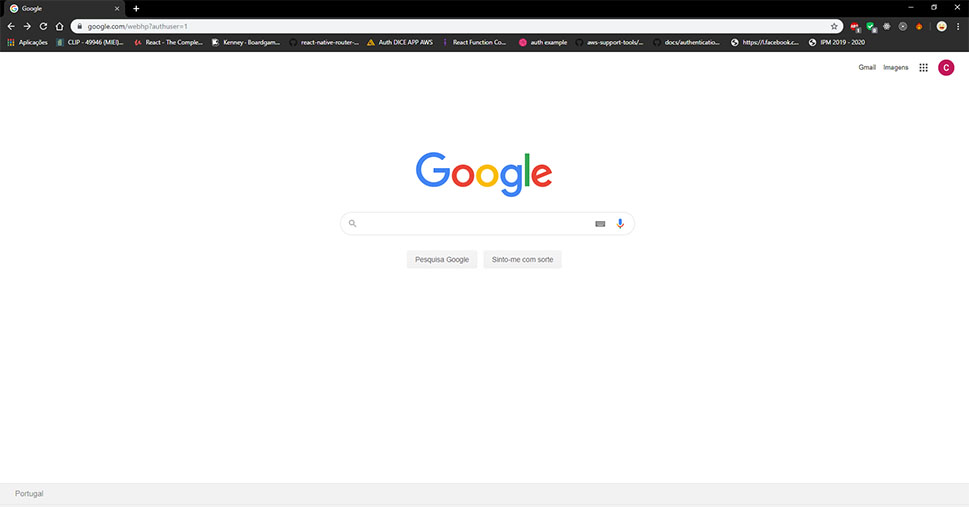 Google
google.com/webhp?authuser=1
Aplicações CLIP - 49946 (MIEI)... React - The Comple... Kenney - Boardgam... react-native-router-... Auth DICE APP AWS React Function Co... auth example aws-support-tools/... docs/authenticatio... https://l.facebook.c... IPM 2019 - 2020
Gmail Imagens C
Google
Pesquisa Google Sinto-me com sorte
Portugal